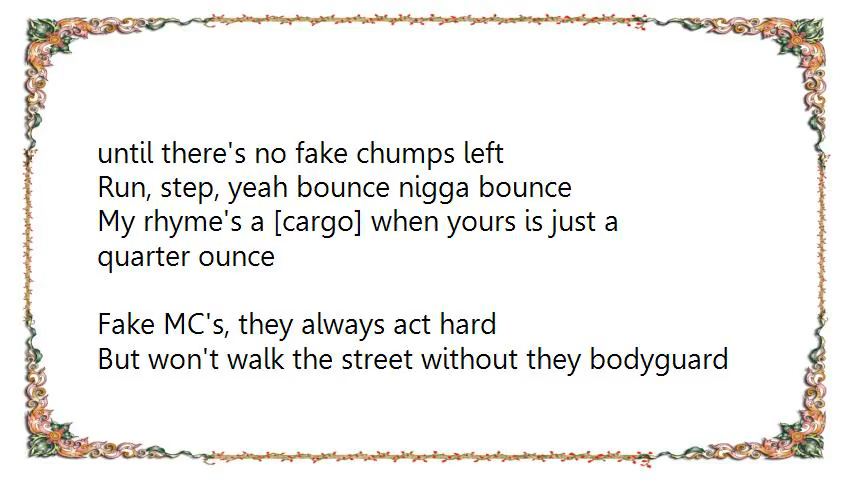 until there's no fake chumps left
Run, step, yeah bounce nigga bounce
My rhyme's a [cargo] when yours is just a
quarter ounce
Fake MC's, they always act hard
But won't walk the street without they bodyguard